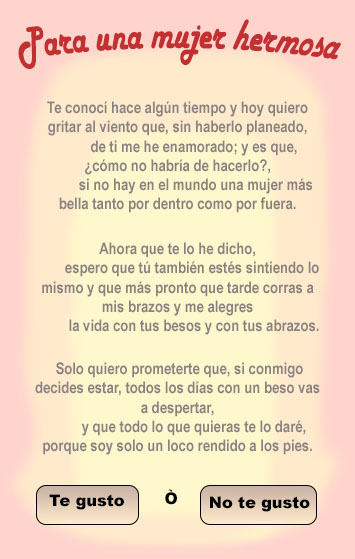 Para una mujer hermosa
Te conocí hace algún tiempo y hoy quiero
gritar al viento que, sin haberlo planeado,
de ti me he enamorado; y es que,
¿cómo no habría de hacerlo?,
si no hay en el mundo una mujer más
bella tanto por dentro como por fuera.
Ahora que te lo he dicho,
espero que tú también estés sintiendo lo
mismo y que más pronto que tarde corras a
mis brazos y me alegres
la vida con tus besos y con tus abrazos.
Solo quiero prometerte que, si conmigo
decides estar, todos los días con un beso vas
a despertar,
y que todo lo que quieras te lo daré,
porque soy solo un loco rendido a los pies.
Te gusto Ò No te gusto